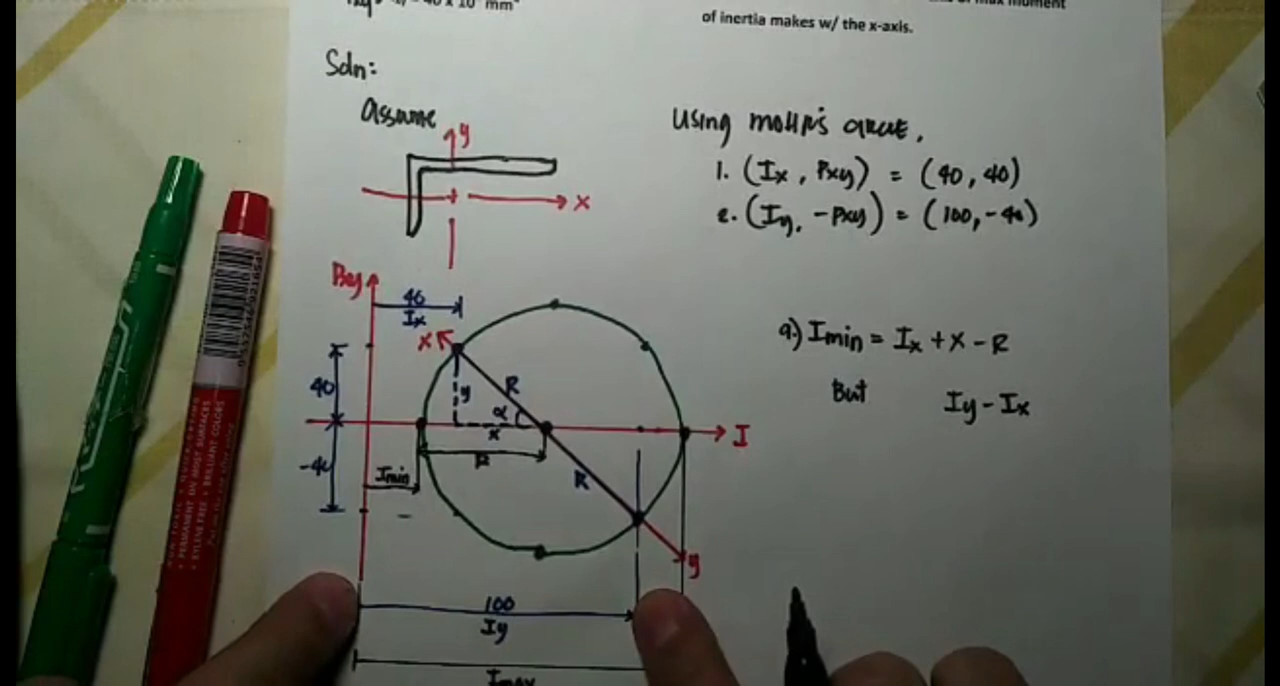 of inertia makes w/ the x-axis.
Soln:
Assume
y
x
Using MOHR's CIRCLE,
1. (Ix , Pxy) = (40, 40)
2. (Iy, -Pxy) = (100, -40)
Pxy
40
Ix
x
40
y
R
α
x
I
R
-40
Imin
R
y
100
Iy
Imax
a.) Imin = Ix + x - R
But Iy - Ix